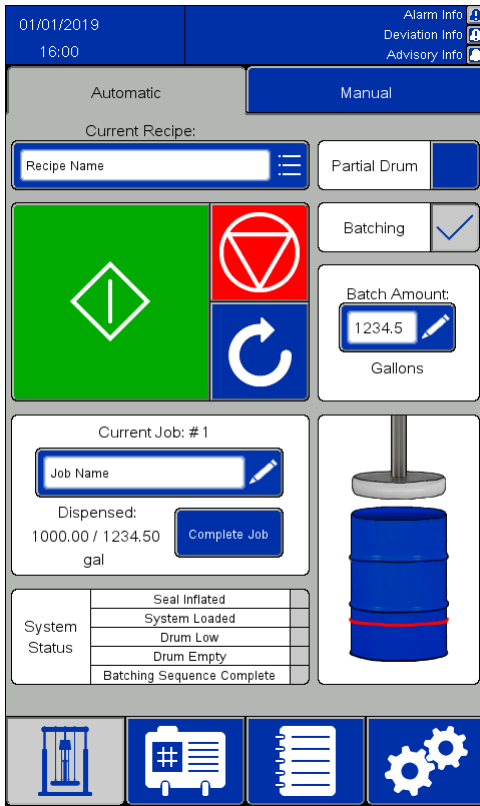 01/01/2019
16:00
Alarm Info
Deviation Info
Advisory Info
Automatic
Manual
Current Recipe:
Recipe Name
Partial Drum
Batching
Batch Amount:
1234.5
Gallons
Current Job: # 1
Job Name
Dispensed:
1000.00 / 1234.50
gal
Complete Job
System
Status
Seal Inflated
System Loaded
Drum Low
Drum Empty
Batching Sequence Complete
#